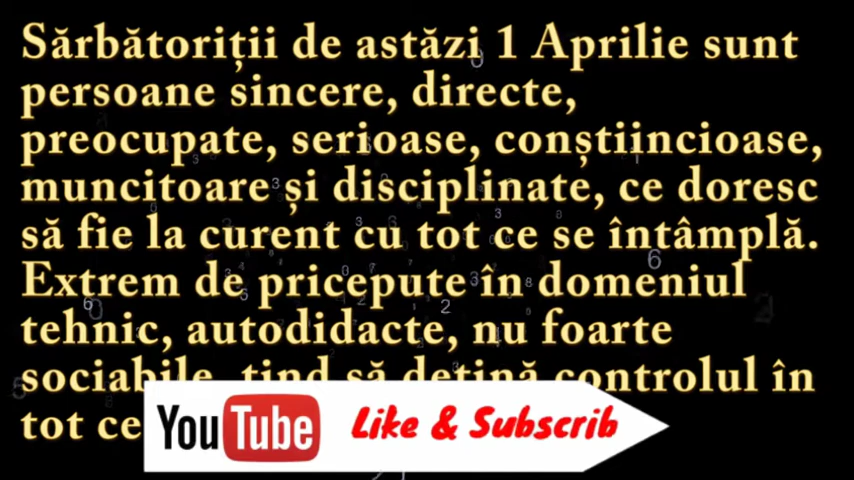 Sărbătoriții de astăzi 1 Aprilie sunt
persoane sincere, directe,
preocupate, serioase, conștiincioase,
muncitoare și disciplinate, ce doresc
să fie la curent cu tot ce se întâmplă.
Extrem de pricepute în domeniul
tehnic, autodidacte, nu foarte
sociabile, tind să dețină controlul în
tot ce
YouTube Like & Subscrib